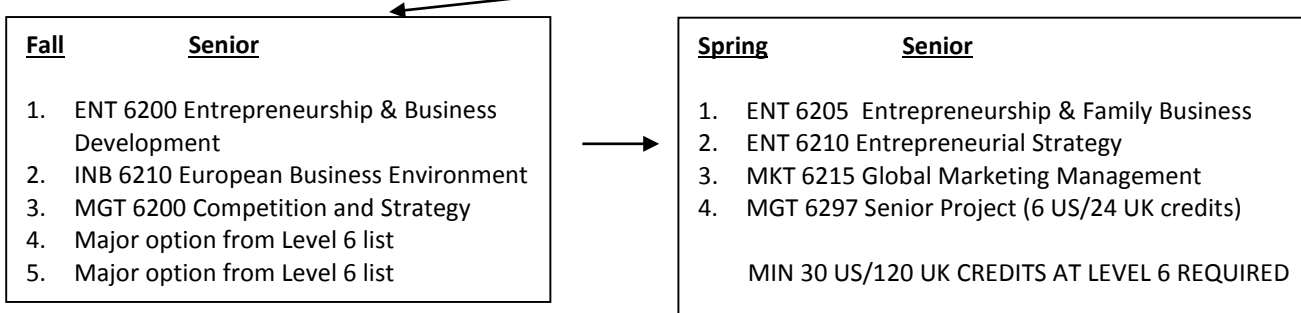 Fall Senior
1. ENT 6200 Entrepreneurship & Business
Development
2. INB 6210 European Business Environment
3. MGT 6200 Competition and Strategy
4. Major option from Level 6 list
5. Major option from Level 6 list
Spring Senior
1. ENT 6205 Entrepreneurship & Family Business
2. ENT 6210 Entrepreneurial Strategy
3. MKT 6215 Global Marketing Management
4. MGT 6297 Senior Project (6 US/24 UK credits)
MIN 30 US/120 UK CREDITS AT LEVEL 6 REQUIRED